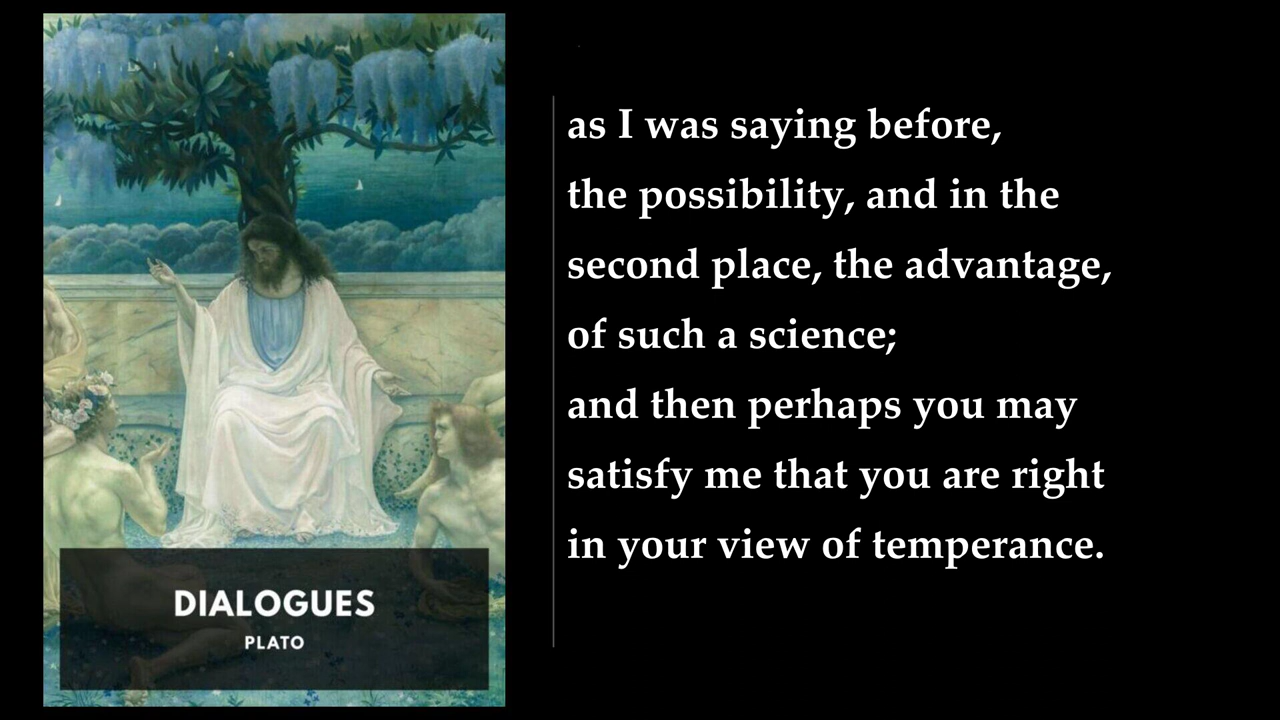 as I was saying before,
the possibility, and in the
second place, the advantage,
of such a science;
and then perhaps you may
satisfy me that you are right
in your view of temperance.
DIALOGUES
PLATO